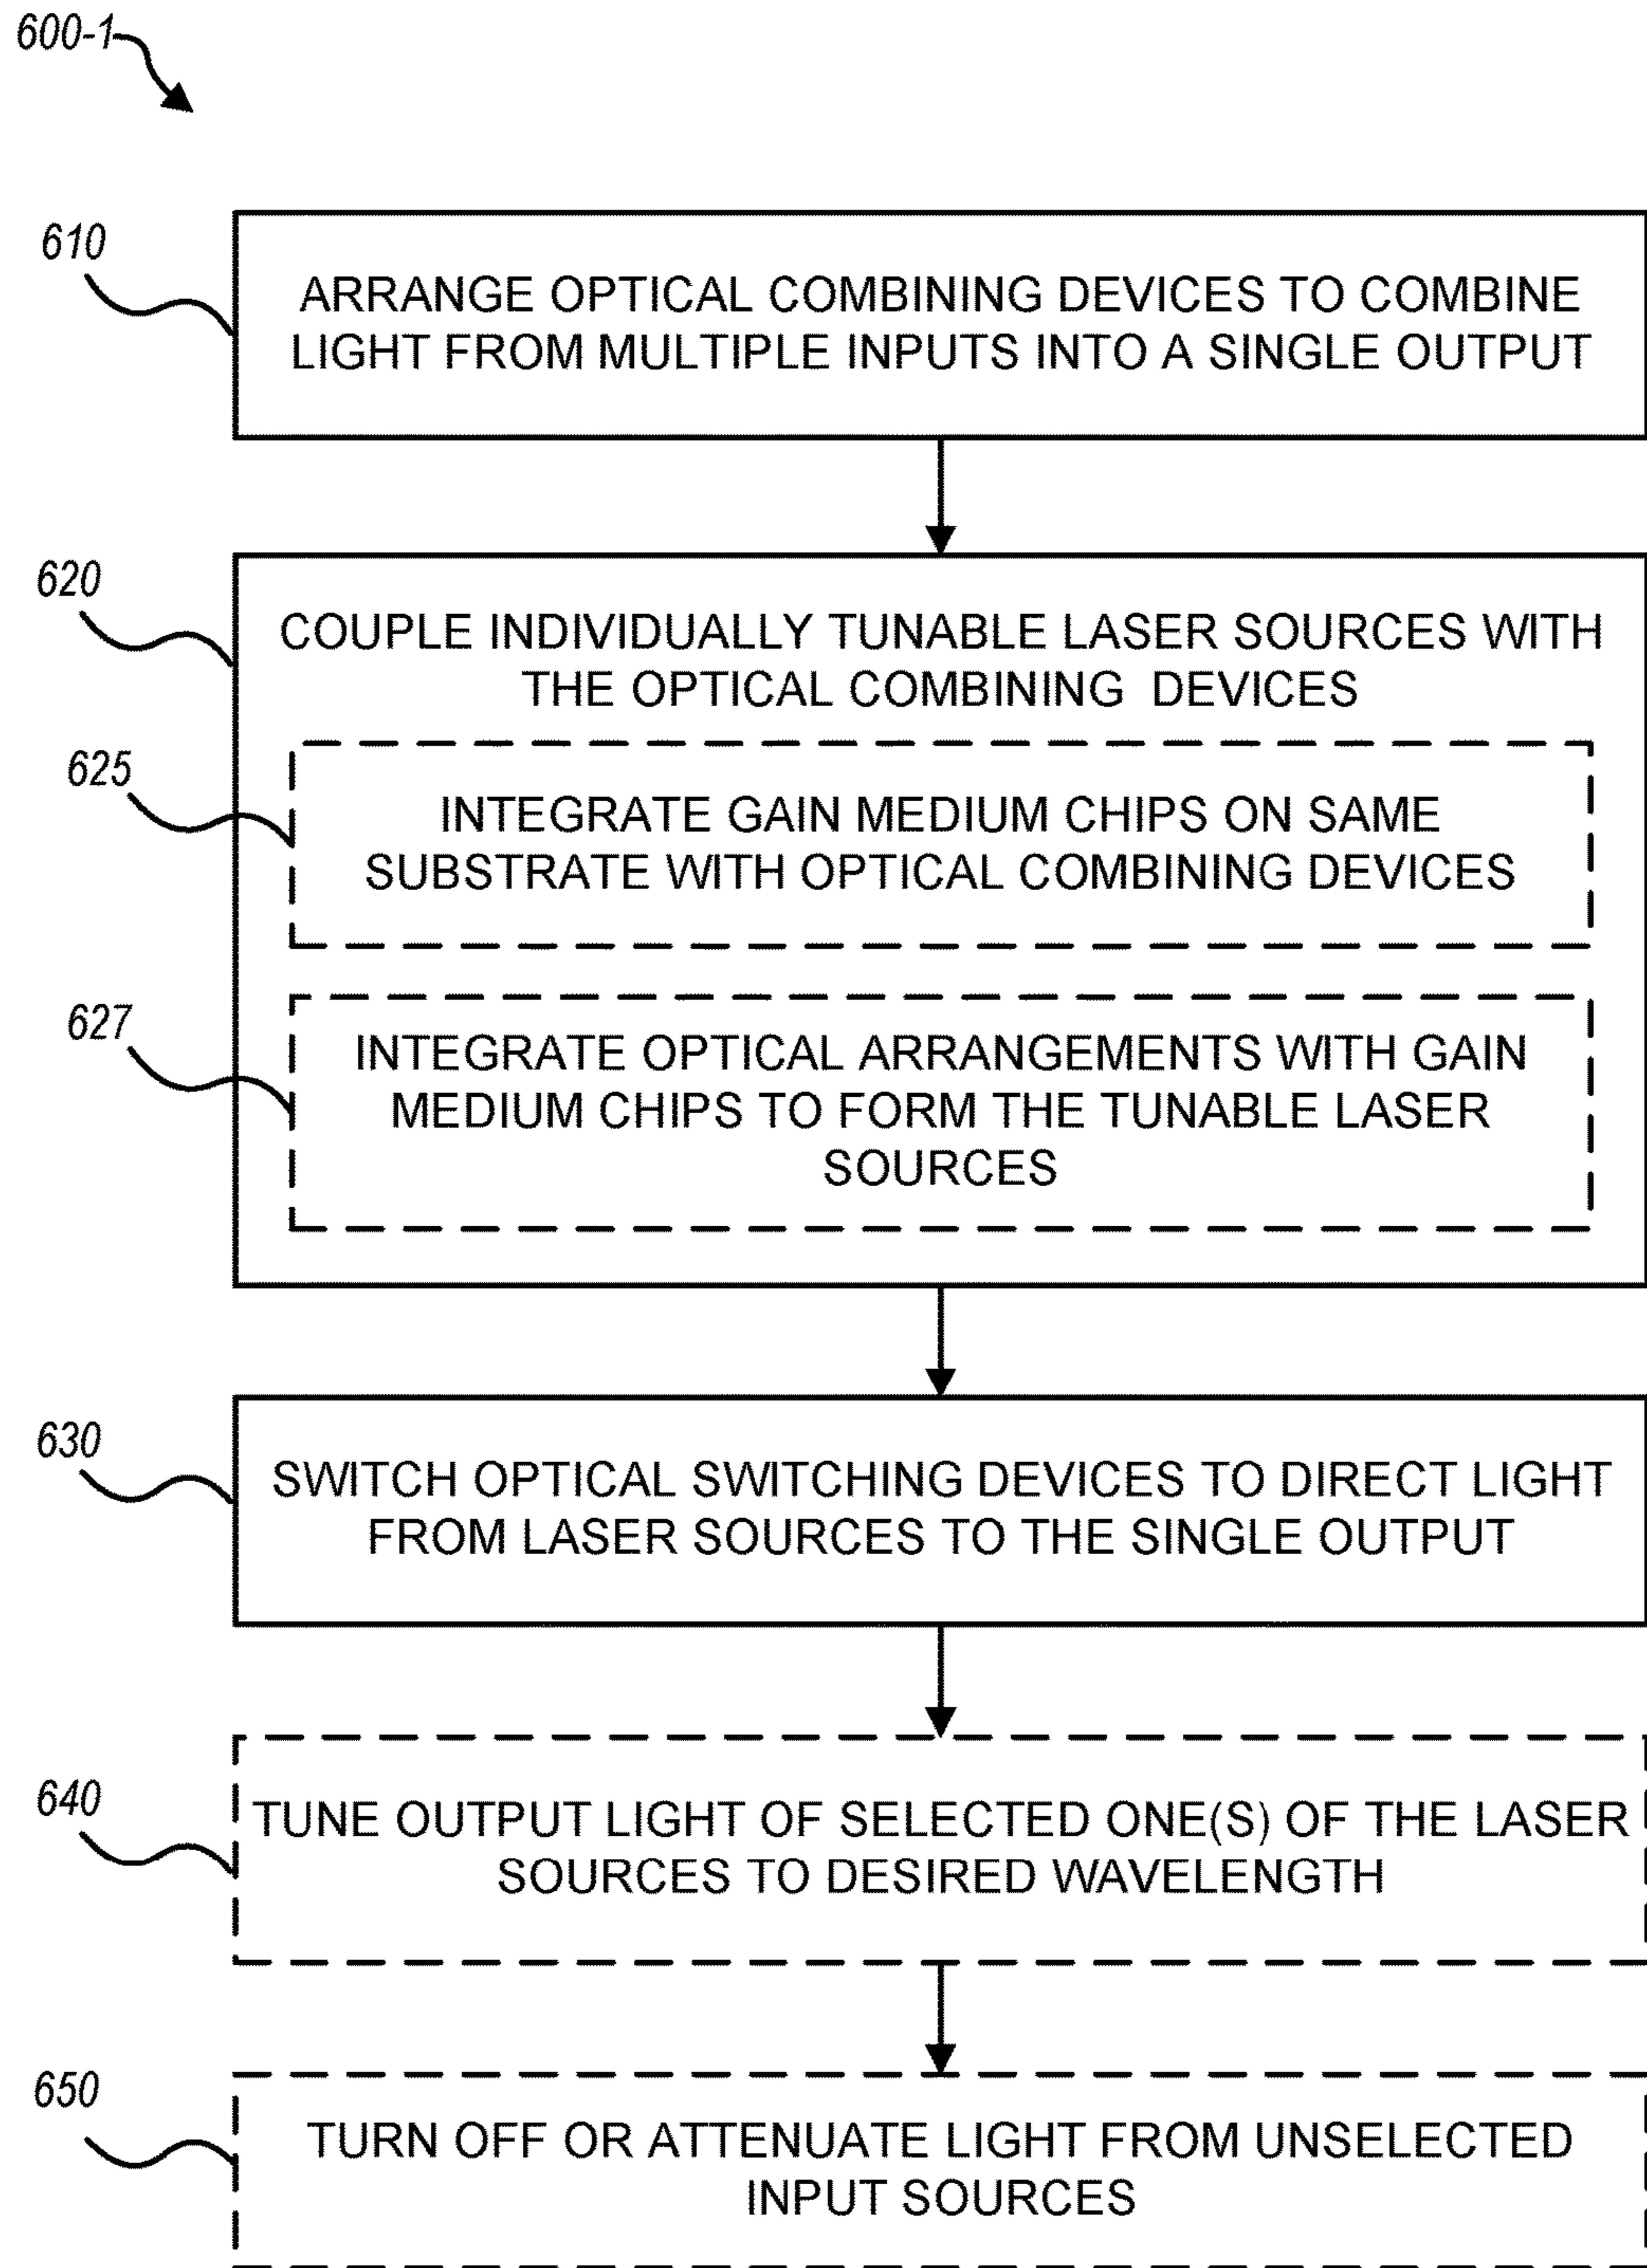 600-1
610
ARRANGE OPTICAL COMBINING DEVICES TO COMBINE
LIGHT FROM MULTIPLE INPUTS INTO A SINGLE OUTPUT
620
COUPLE INDIVIDUALLY TUNABLE LASER SOURCES WITH
THE OPTICAL COMBINING DEVICES
625
INTEGRATE GAIN MEDIUM CHIPS ON SAME
SUBSTRATE WITH OPTICAL COMBINING DEVICES
627
INTEGRATE OPTICAL ARRANGEMENTS WITH GAIN
MEDIUM CHIPS TO FORM THE TUNABLE LASER
SOURCES
630
SWITCH OPTICAL SWITCHING DEVICES TO DIRECT LIGHT
FROM LASER SOURCES TO THE SINGLE OUTPUT
640
TUNE OUTPUT LIGHT OF SELECTED ONE(S) OF THE LASER
SOURCES TO DESIRED WAVELENGTH
650
TURN OFF OR ATTENUATE LIGHT FROM UNSELECTED
INPUT SOURCES